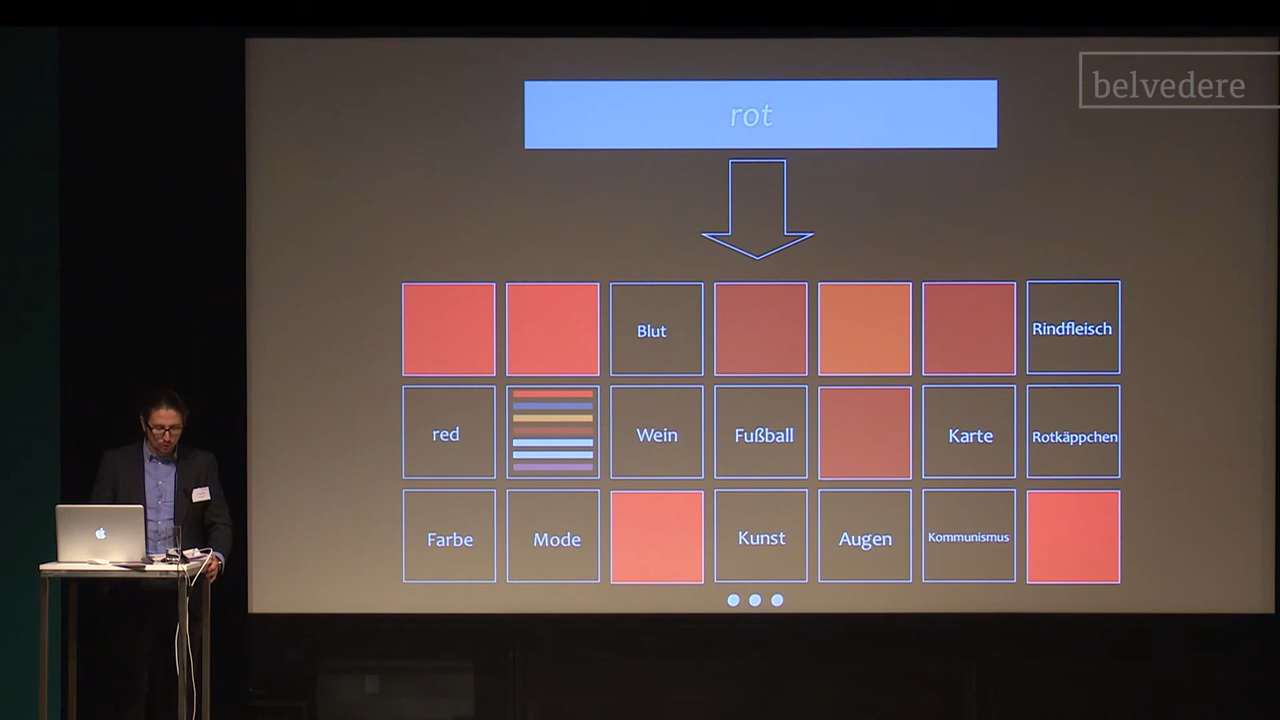 belvedere
rot
Blut
Rindfleisch
red
Wein
Fußball
Karte
Rotkäppchen
Farbe
Mode
Kunst
Augen
Kommunismus